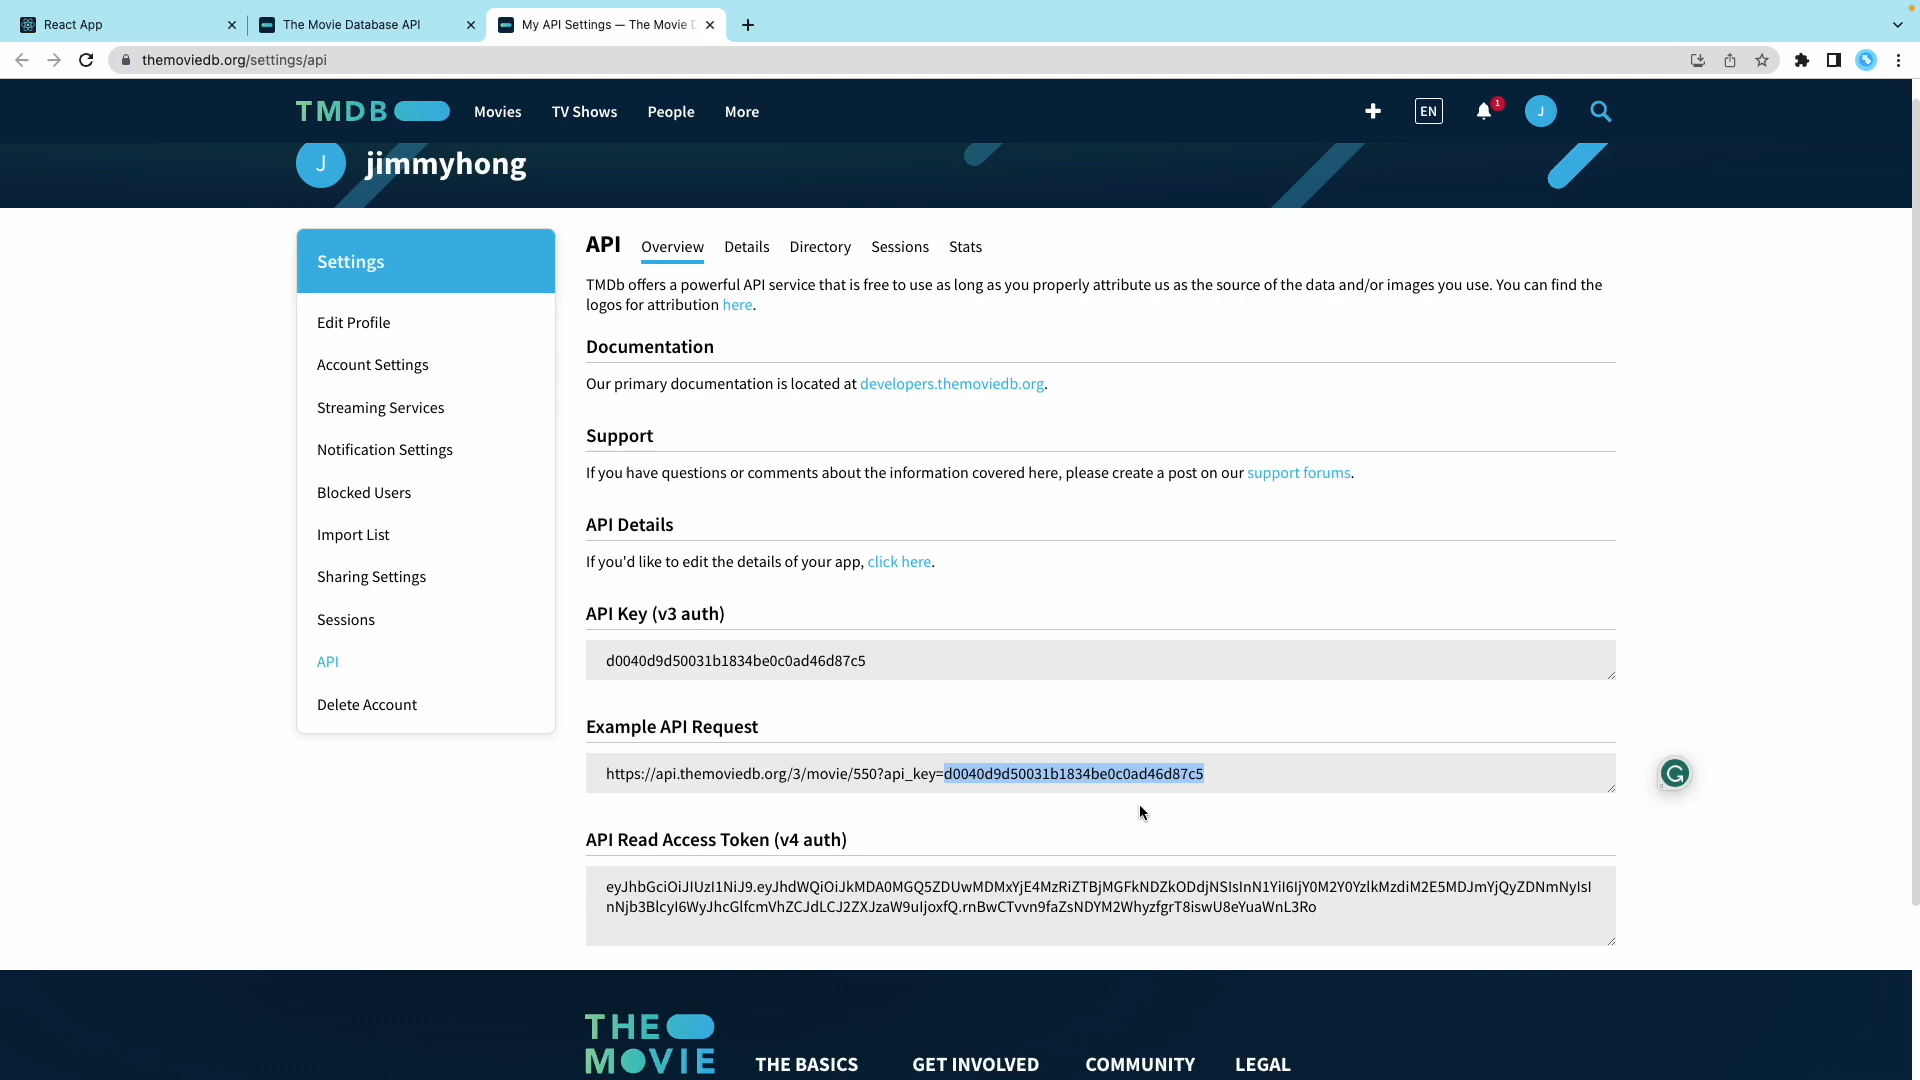 React App
The Movie Database API
My API Settings — The Movie D
themoviedb.org/settings/api
TMDB
Movies
TV Shows
People
More
EN
1
J
J
jimmyhong
Settings
Edit Profile
Account Settings
Streaming Services
Notification Settings
Blocked Users
Import List
Sharing Settings
Sessions
API
Delete Account
API
Overview
Details
Directory
Sessions
Stats
TMDb offers a powerful API service that is free to use as long as you properly attribute us as the source of the data and/or images you use. You can find the
logos for attribution here.
Documentation
Our primary documentation is located at developers.themoviedb.org.
Support
If you have questions or comments about the information covered here, please create a post on our support forums.
API Details
If you'd like to edit the details of your app, click here.
API Key (v3 auth)
d0040d9d50031b1834be0c0ad46d87c5
Example API Request
https://api.themoviedb.org/3/movie/550?api_key=d0040d9d50031b1834be0c0ad46d87c5
API Read Access Token (v4 auth)
eyJhbGciOiJIUzI1NiJ9.eyJhdWQiOiJkMDA0MGQ5ZDUwMDMxYjE4MzRiZTBjMGFkNDZkODdjNSIsInN1YiI6IjY0M2Y0YzlkMzdiM2E5MDJmYjQyZDNmNyIsI
nNjb3BlcyI6WyJhcGlfcmVhZCJdLCJ2ZXJzaW9uIjoxfQ.rnBwCTvvn9faZsNDYM2WhyzfgrT8iswU8eYuaWnL3Ro
THE
MOVIE
THE BASICS
GET INVOLVED
COMMUNITY
LEGAL